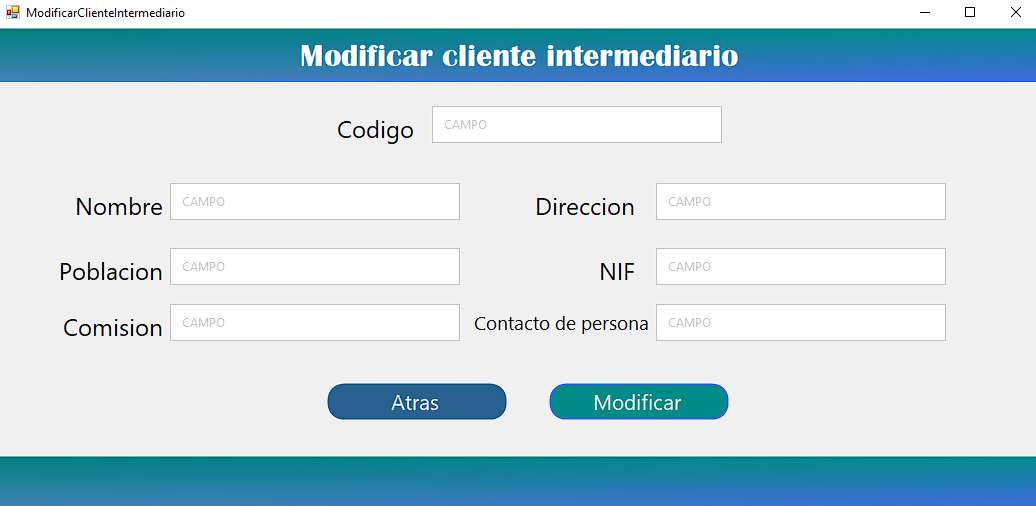 ModificarClienteIntermediario
Modificar cliente intermediario
Codigo CAMPO
Nombre CAMPO Direccion CAMPO
Poblacion CAMPO NIF CAMPO
Comision CAMPO Contacto de persona CAMPO
Atras Modificar